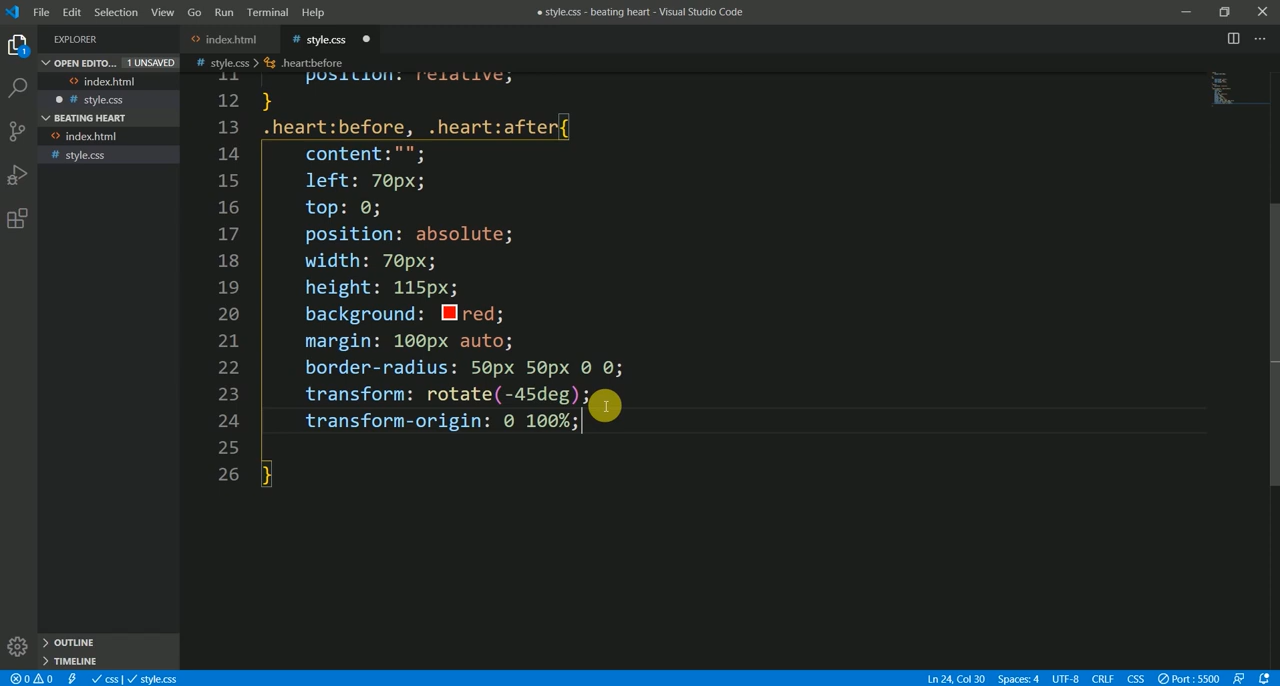 File Edit Selection View Go Run Terminal Help
● style.css - beating heart - Visual Studio Code
EXPLORER
OPEN EDITO... 1 UNSAVED
<> index.html
● # style.css
BEATING HEART
<> index.html
# style.css
OUTLINE
TIMELINE
1
<> index.html # style.css ●
# style.css > .heart:before
11 position: relative;
12 }
13 .heart:before, .heart:after{
14 content:"";
15 left: 70px;
16 top: 0;
17 position: absolute;
18 width: 70px;
19 height: 115px;
20 background: red;
21 margin: 100px auto;
22 border-radius: 50px 50px 0 0;
23 transform: rotate(-45deg);
24 transform-origin: 0 100%;
25
26 }
0 0 ✓ css | ✓ style.css Ln 24, Col 30 Spaces: 4 UTF-8 CRLF CSS Port : 5500